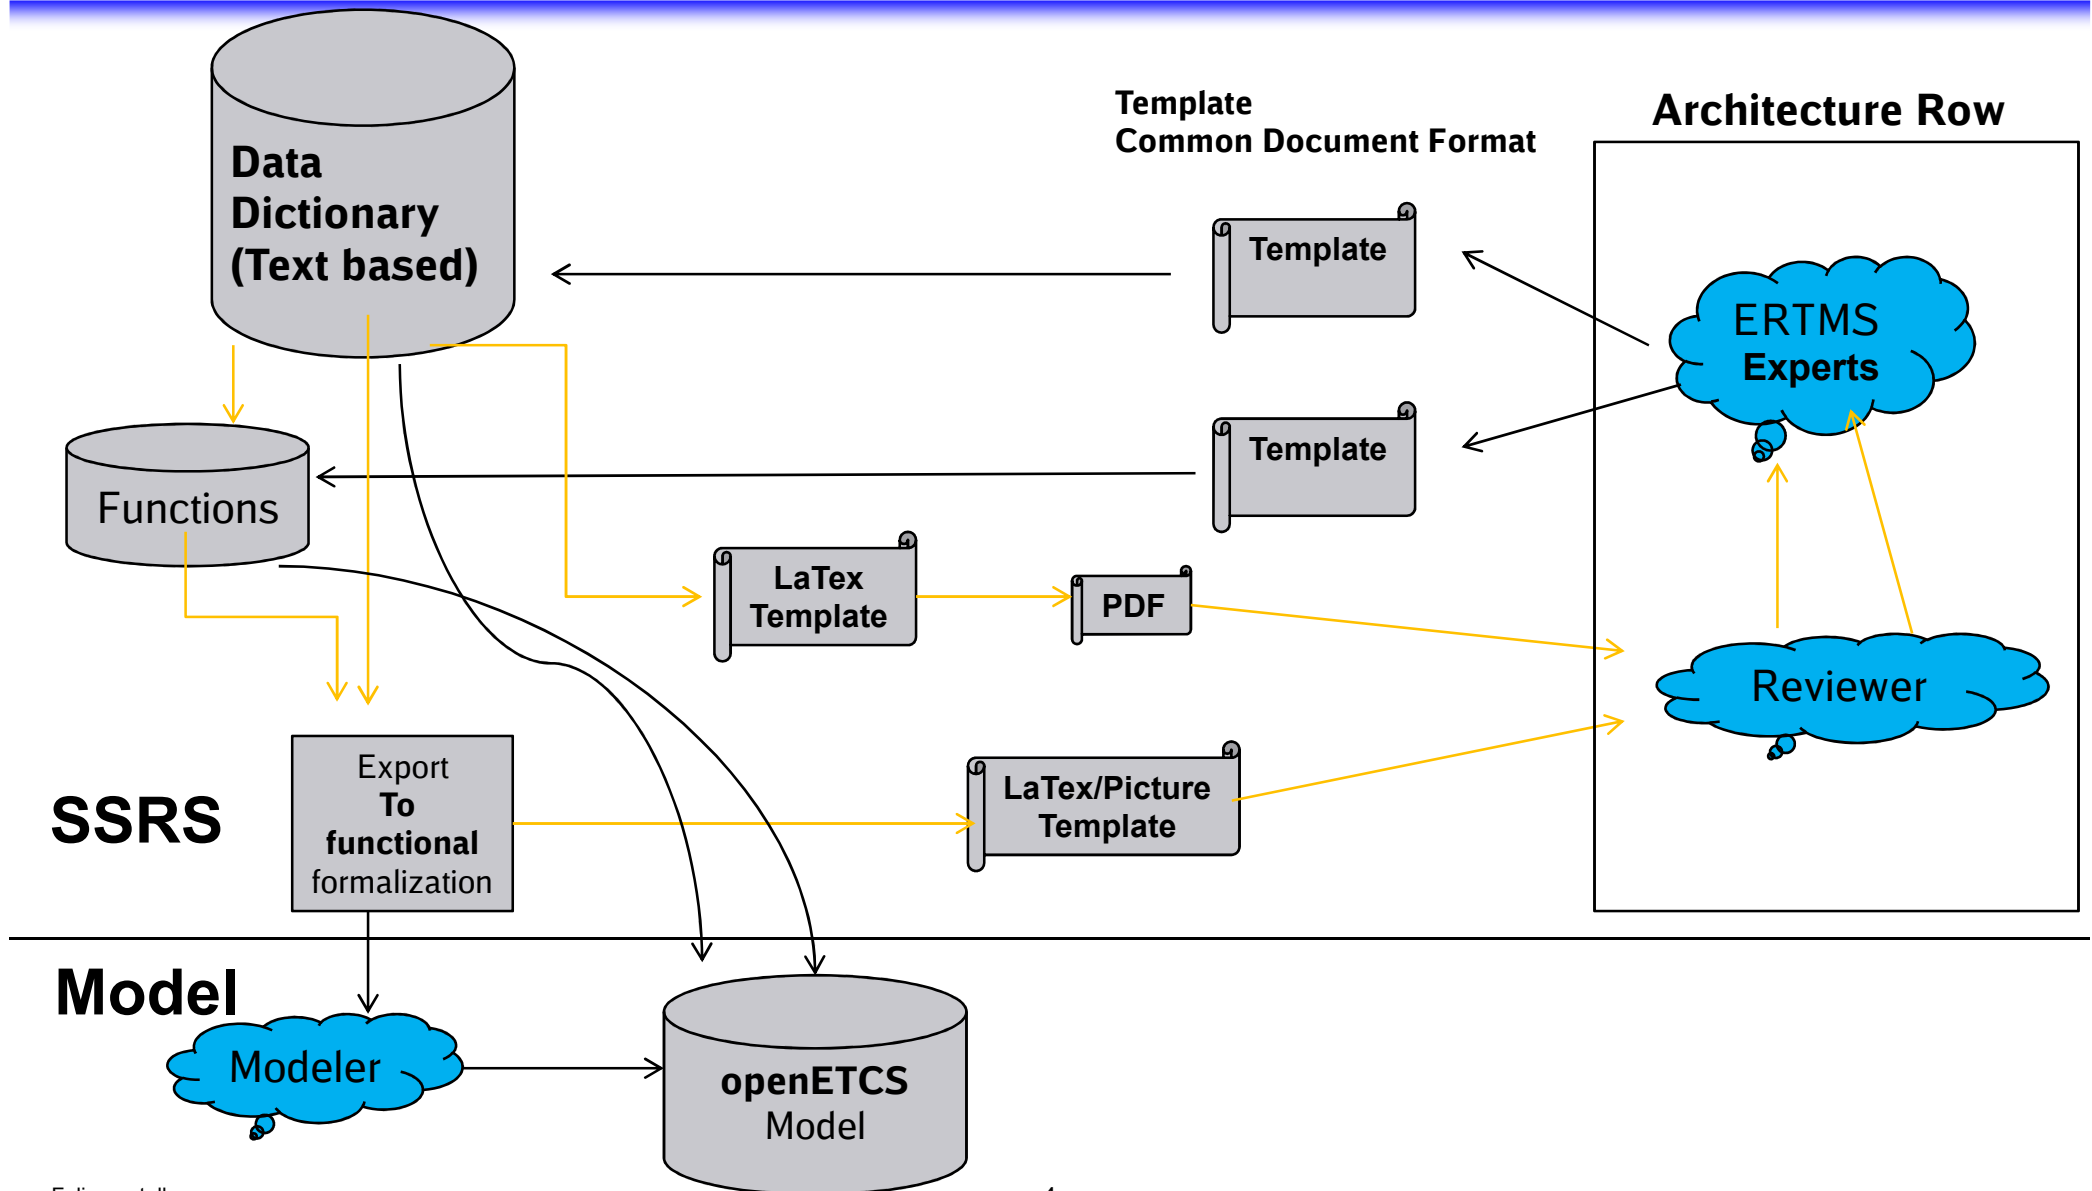 Template
Common Document Format
Architecture Row
Data
Dictionary
(Text based)
Template
ERTMS
Experts
Template
Functions
LaTex
Template
PDF
Reviewer
Export
To
functional
formalization
LaTex/Picture
Template
SSRS
Model
Modeler
openETCS
Model